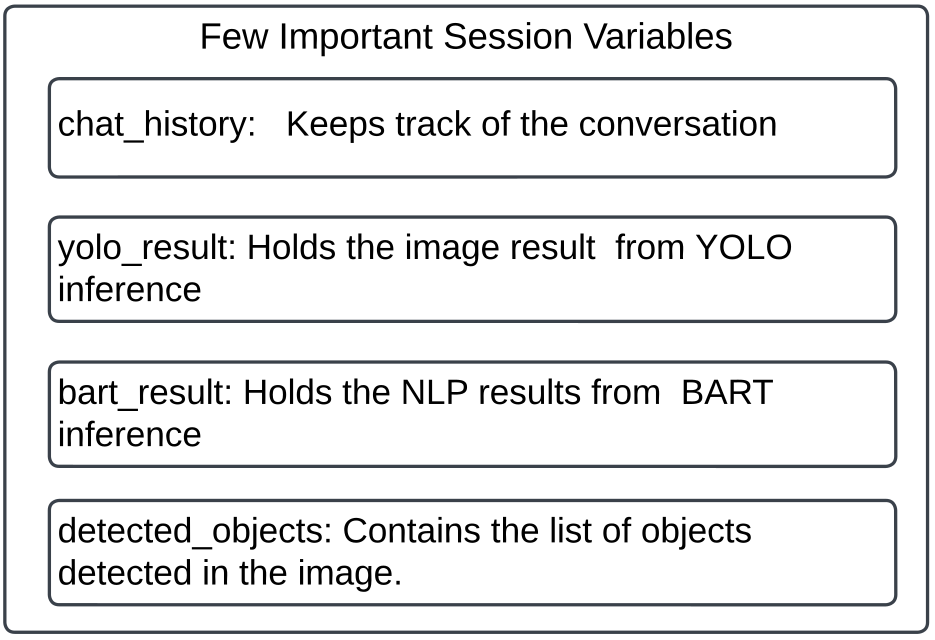 Few Important Session Variables
chat_history:   Keeps track of the conversation
yolo_result: Holds the image result  from YOLO
inference
bart_result: Holds the NLP results from  BART
inference
detected_objects: Contains the list of objects
detected in the image.